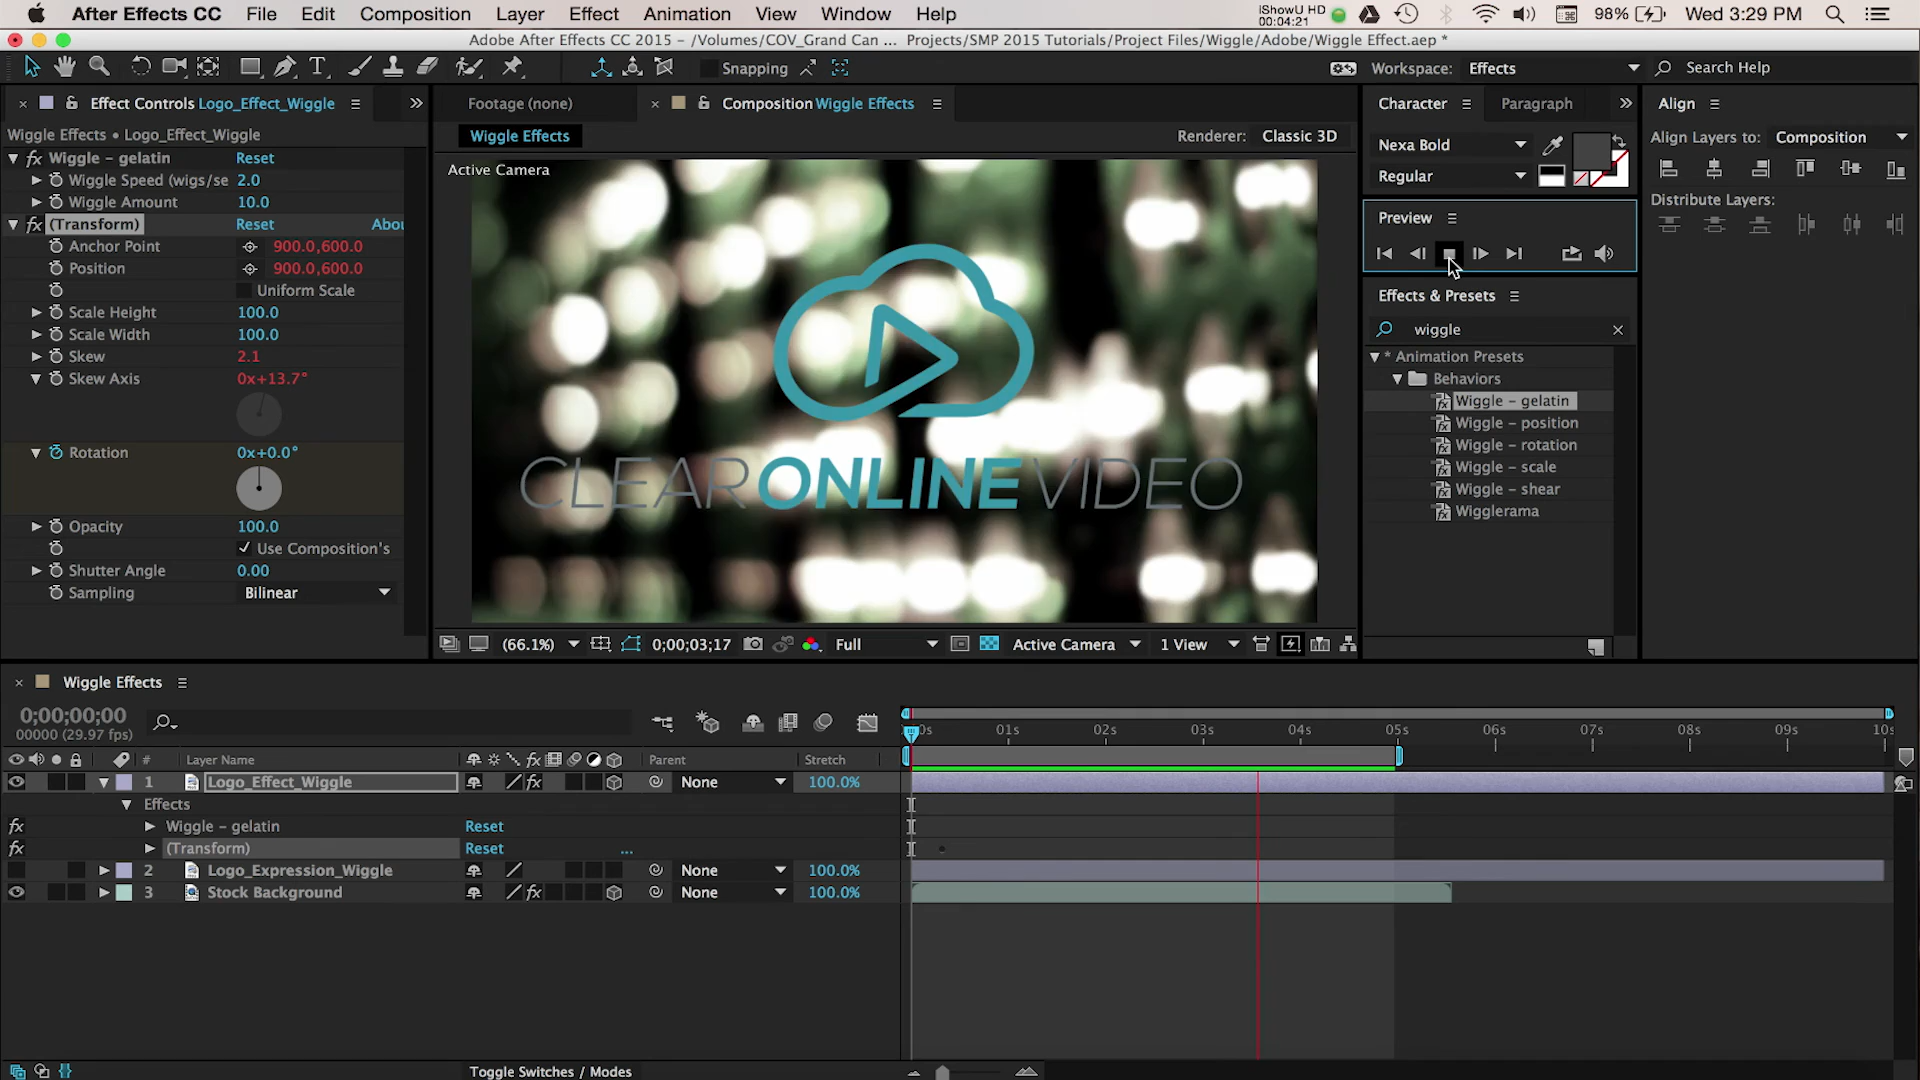 After Effects CC File Edit Composition Layer Effect Animation View Window Help iShowU HD 00:04:21 98% Wed 3:29 PM
Adobe After Effects CC 2015 - /Volumes/COV_Grand Can ... Projects/SMP 2015 Tutorials/Project Files/Wiggle/Adobe/Wiggle Effect.aep *
Snapping Workspace: Effects Search Help
Effect Controls Logo_Effect_Wiggle
Wiggle Effects • Logo_Effect_Wiggle
fx Wiggle - gelatin Reset
Wiggle Speed (wigs/se 2.0
Wiggle Amount 10.0
fx (Transform) Reset Abou
Anchor Point 900.0,600.0
Position 900.0,600.0
Uniform Scale
Scale Height 100.0
Scale Width 100.0
Skew 2.1
Skew Axis 0x+13.7°
Rotation 0x+0.0°
Opacity 100.0
Use Composition's
Shutter Angle 0.00
Sampling Bilinear
Footage (none) Composition Wiggle Effects
Wiggle Effects Renderer: Classic 3D
Active Camera
CLEARONLINEVIDEO
(66.1%) 0;00;03;17 Full Active Camera 1 View
Character Paragraph
Nexa Bold
Regular
Preview
Effects & Presets
wiggle
* Animation Presets
Behaviors
Wiggle - gelatin
Wiggle - position
Wiggle - rotation
Wiggle - scale
Wiggle - shear
Wigglerama
Align
Align Layers to: Composition
Distribute Layers:
Wiggle Effects
0;00;00;00
00000 (29.97 fps)
0s 01s 02s 03s 04s 05s 06s 07s 08s 09s 10s
# Layer Name fx Parent Stretch
1 Logo_Effect_Wiggle fx None 100.0%
Effects
fx Wiggle - gelatin Reset
fx (Transform) Reset ...
2 Logo_Expression_Wiggle None 100.0%
3 Stock Background fx None 100.0%
Toggle Switches / Modes